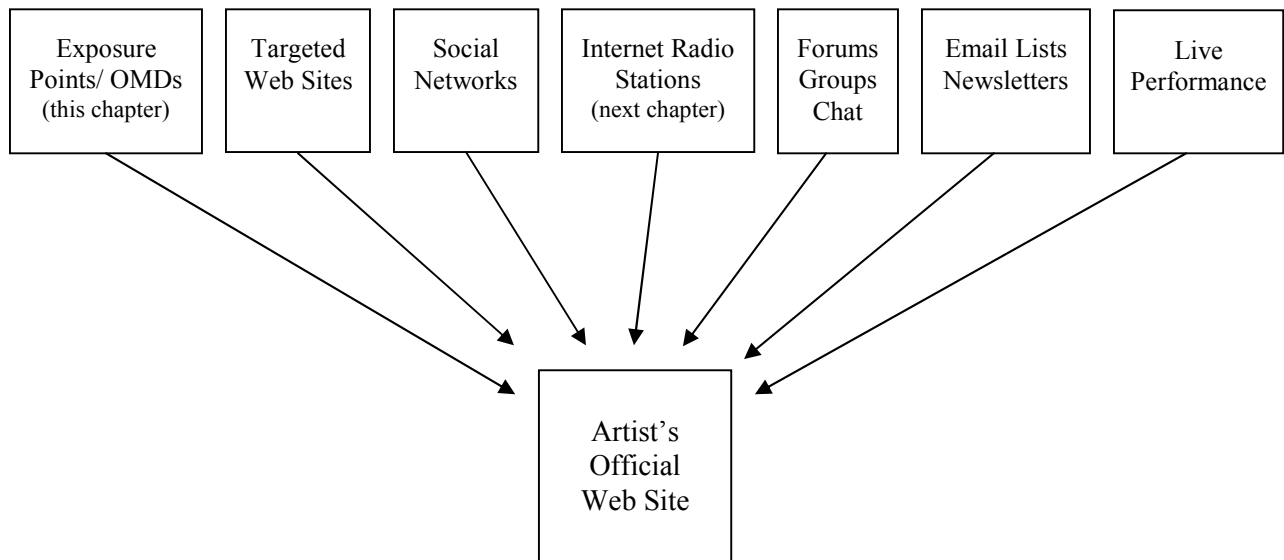 Exposure
Points/ OMDs
(this chapter)
Targeted
Web Sites
Social
Networks
Internet Radio
Stations
(next chapter)
Forums
Groups
Chat
Email Lists
Newsletters
Live
Performance
Artist’s
Official
Web Site